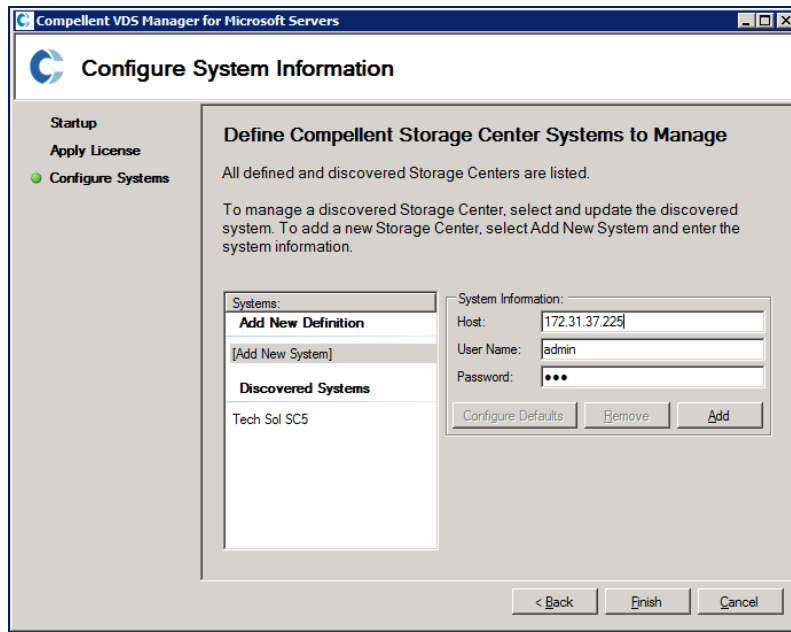 Compellent VDS Manager for Microsoft Servers
Configure System Information
Startup
Apply License
Configure Systems
Define Compellent Storage Center Systems to Manage
All defined and discovered Storage Centers are listed.
To manage a discovered Storage Center, select and update the discovered
system. To add a new Storage Center, select Add New System and enter the
system information.
Systems:
Add New Definition
[Add New System]
Discovered Systems
Tech Sol SC5
System Information:
Host: 172.31.37.225
User Name: admin
Password: ●●●
Configure Defaults Remove Add
< Back Finish Cancel